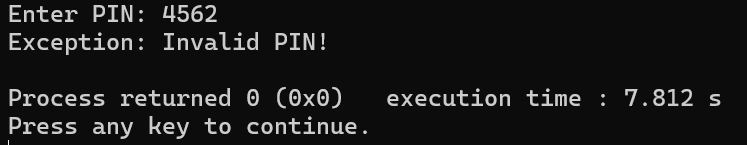 Enter PIN: 4562
Exception: Invalid PIN!
Process returned 0 (0x0)   execution time : 7.812 s
Press any key to continue.